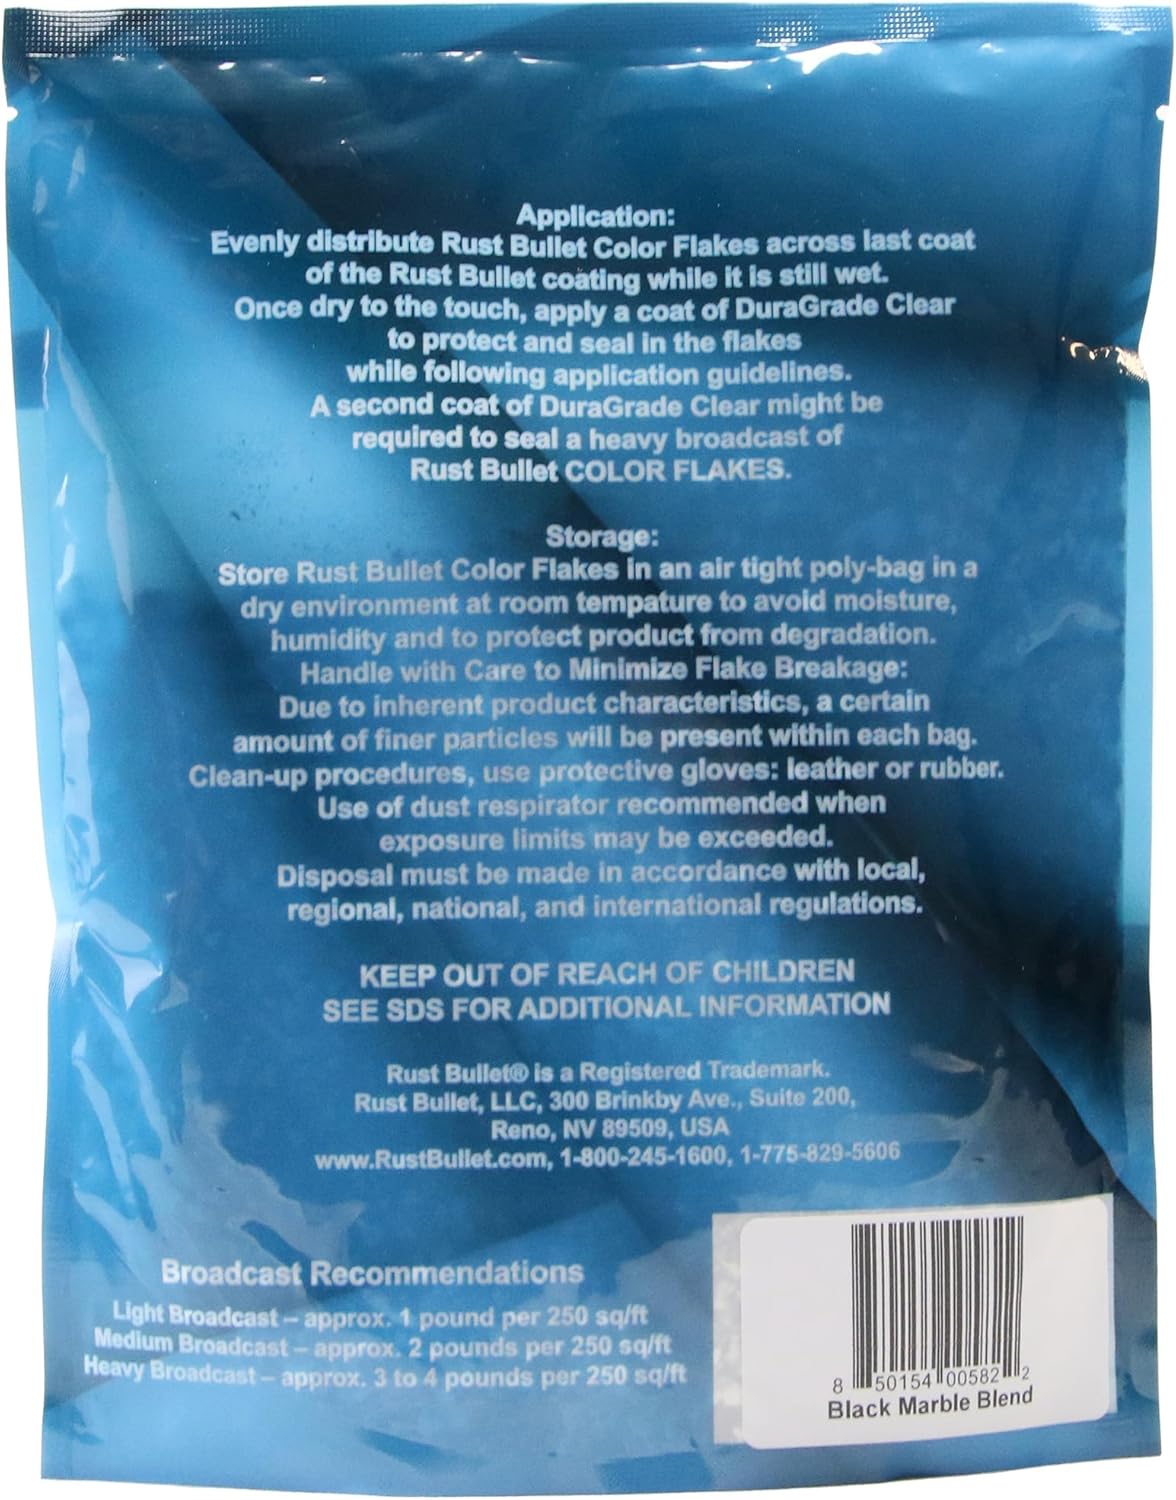 Application:
Evenly distribute Rust Bullet Color Flakes across last coat
of the Rust Bullet coating while it is still wet.
Once dry to the touch, apply a coat of DuraGrade Clear
to protect and seal in the flakes
while following application guidelines.
A second coat of DuraGrade Clear might be
required to seal a heavy broadcast of
Rust Bullet COLOR FLAKES.
Storage:
Store Rust Bullet Color Flakes in an air tight poly-bag in a
dry environment at room tempature to avoid moisture,
humidity and to protect product from degradation.
Handle with Care to Minimize Flake Breakage:
Due to inherent product characteristics, a certain
amount of finer particles will be present within each bag.
Clean-up procedures, use protective gloves: leather or rubber.
Use of dust respirator recommended when
exposure limits may be exceeded.
Disposal must be made in accordance with local,
regional, national, and international regulations.
KEEP OUT OF REACH OF CHILDREN
SEE SDS FOR ADDITIONAL INFORMATION
Rust Bullet® is a Registered Trademark.
Rust Bullet, LLC, 300 Brinkby Ave., Suite 200,
Reno, NV 89509, USA
www.RustBullet.com, 1-800-245-1600, 1-775-829-5606
Broadcast Recommendations
Light Broadcast – approx. 1 pound per 250 sq/ft
Medium Broadcast – approx. 2 pounds per 250 sq/ft
Heavy Broadcast – approx. 3 to 4 pounds per 250 sq/ft
8 50154 00582 2
Black Marble Blend